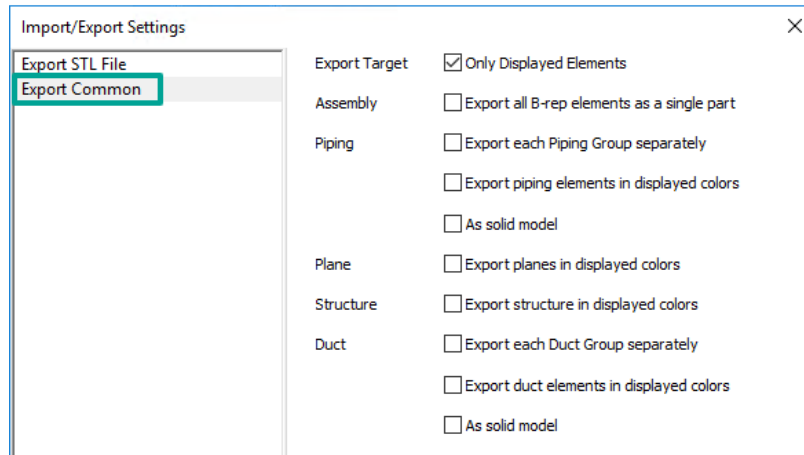 Import/Export Settings
Export STL File
Export Common
Export Target Only Displayed Elements
Assembly Export all B-rep elements as a single part
Piping Export each Piping Group separately
Export piping elements in displayed colors
As solid model
Plane Export planes in displayed colors
Structure Export structure in displayed colors
Duct Export each Duct Group separately
Export duct elements in displayed colors
As solid model